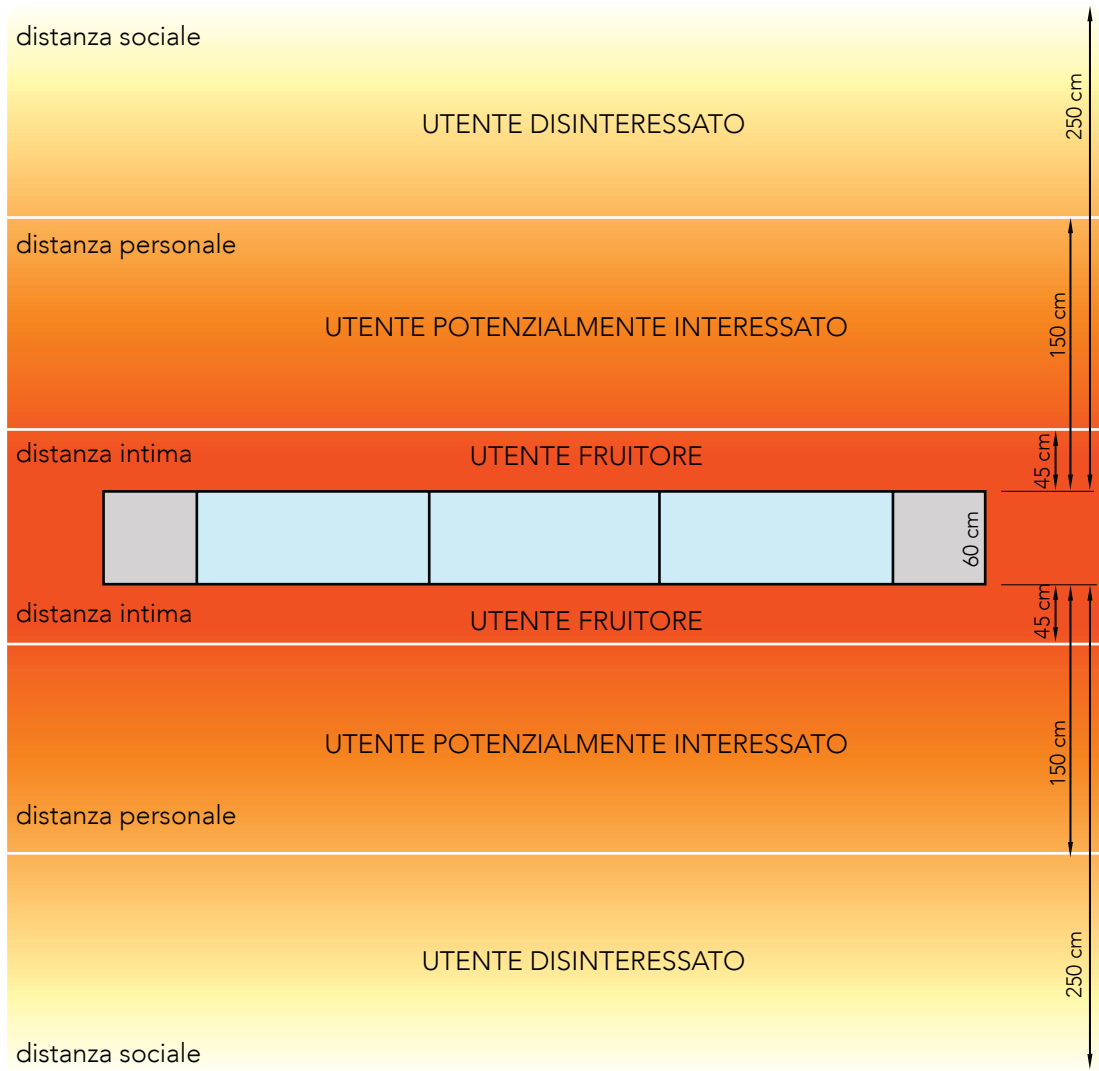 distanza sociale
250 cm
UTENTE DISINTERESSATO
distanza personale
150 cm
UTENTE POTENZIALMENTE INTERESSATO
distanza intima
UTENTE FRUITORE
45 cm
60 cm
45 cm
distanza intima
UTENTE FRUITORE
UTENTE POTENZIALMENTE INTERESSATO
150 cm
distanza personale
UTENTE DISINTERESSATO
250 cm
distanza sociale